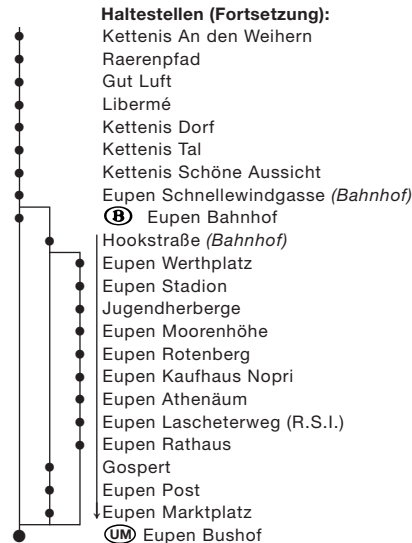 Haltestellen (Fortsetzung):
Kettenis An den Weihern
Raerenpfad
Gut Luft
Libermé
Kettenis Dorf
Kettenis Tal
Kettenis Schöne Aussicht
Eupen Schnellewindgasse (Bahnhof)
B Eupen Bahnhof
Hookstraße (Bahnhof)
Eupen Werthplatz
Eupen Stadion
Jugendherberge
Eupen Moorenhöhe
Eupen Rotenberg
Eupen Kaufhaus Nopri
Eupen Athenäum
Eupen Lascheterweg (R.S.I.)
Eupen Rathaus
Gospert
Eupen Post
Eupen Marktplatz
UM Eupen Bushof